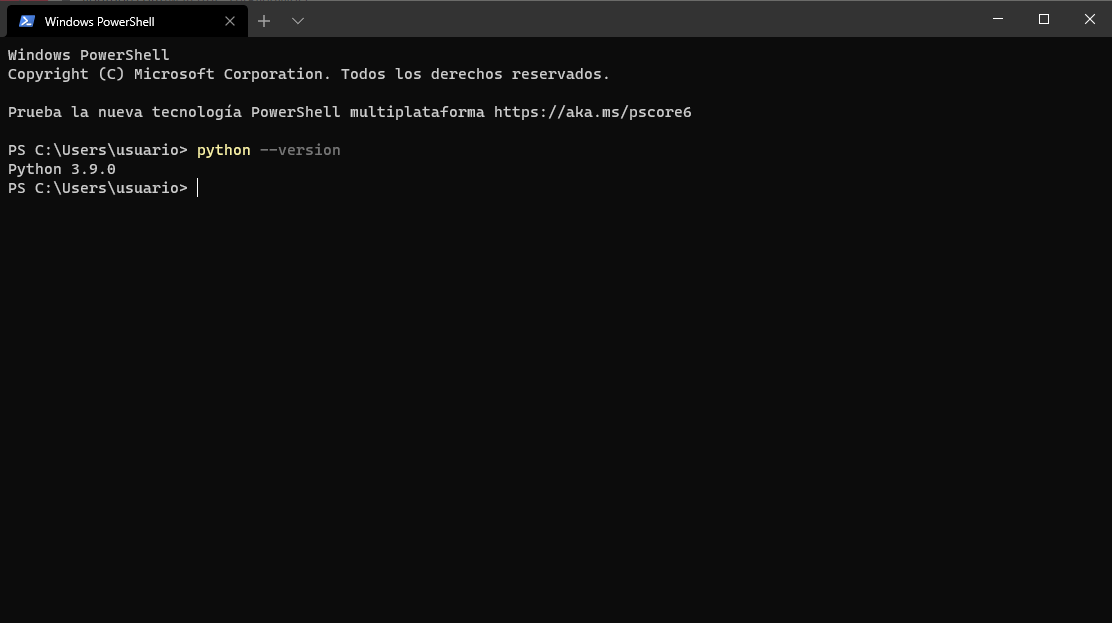 Windows PowerShell
Windows PowerShell
Copyright (C) Microsoft Corporation. Todos los derechos reservados.
Prueba la nueva tecnología PowerShell multiplataforma https://aka.ms/pscore6
PS C:\Users\usuario> python --version
Python 3.9.0
PS C:\Users\usuario>